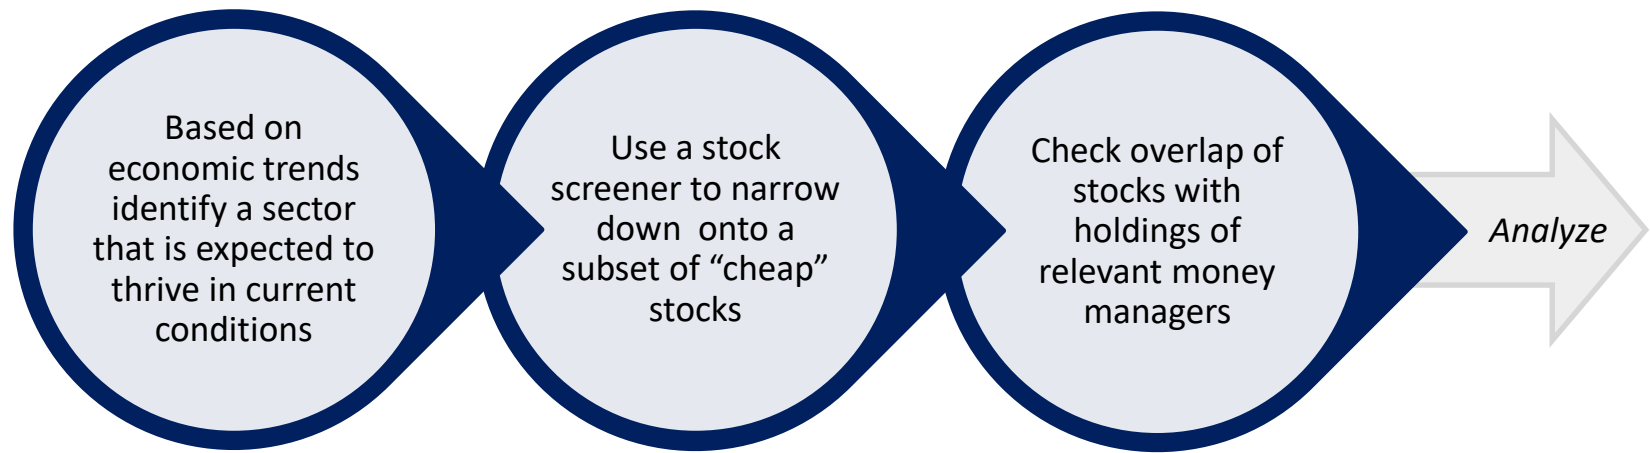 Based on
economic trends
identify a sector
that is expected to
thrive in current
conditions
Use a stock
screener to narrow
down  onto a
subset of “cheap”
stocks
Check overlap of
stocks with
holdings of
relevant money
managers
Analyze